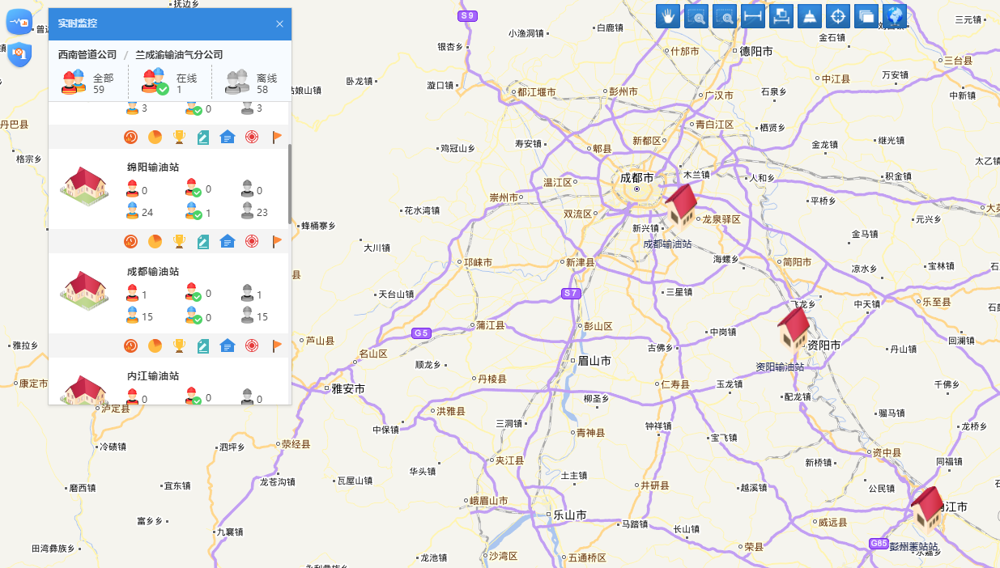 实时监控
西南管道公司 / 兰成渝输油气分公司
全部
59
在线
1
离线
58
3 0 3
绵阳输油站
0 0 0
24 1 23
成都输油站
1 0 1
15 0 15
内江输油站
0 0 0
抚边乡
丹巴县
格宗乡
雅拉乡
康定市
泸定县
冷碛镇
磨西镇
宜东镇
富乡乡
田湾彝族乡
泗坪乡
荥经县
龙苍沟镇
九襄镇
S9
银杏乡
卧龙镇
漩口镇
小渔洞镇
白鹿镇
都江堰市
彭州市
什邡市
德阳市
金石镇
三元镇
三台县
中江县
万安镇
石泉乡
中新镇
广汉市
青白江区
栖贤乡
继光镇
金龙镇
太乙镇
新都区
郫县
寿安镇
鸡冠山乡
温江区
成都市
木兰镇
人和乡
积金镇
崇州市
平桥乡
花水湾镇
双流区
龙泉驿区
元兴乡
新兴镇
成都输油站
金马镇
蜂桶寨乡
大川镇
邛崃市
新津县
海螺乡
简阳市
凉水乡
宝林镇
S7
天台山镇
三星镇
飞龙乡
中天镇
乐至县
G5
蒲江县
彭山区
中岗镇
回澜镇
芦山县
名山区
古佛乡
资阳市
丹山镇
顺龙乡
眉山市
资阳输油站
丹棱县
仁寿县
玉龙镇
千佛乡
雅安市
柳圣乡
配龙镇
洪雅县
三洞镇
钟祥镇
骝马镇
龙桥乡
中保镇
青神县
宝飞镇
资中县
夹江县
新桥镇
同福镇
华头镇
土主镇
井研县
越溪镇
公民镇
瓦屋山镇
峨眉山市
乐山市
马踏镇
长山镇
威远县
G85
荣县
龙池镇
沙湾区
五通桥区